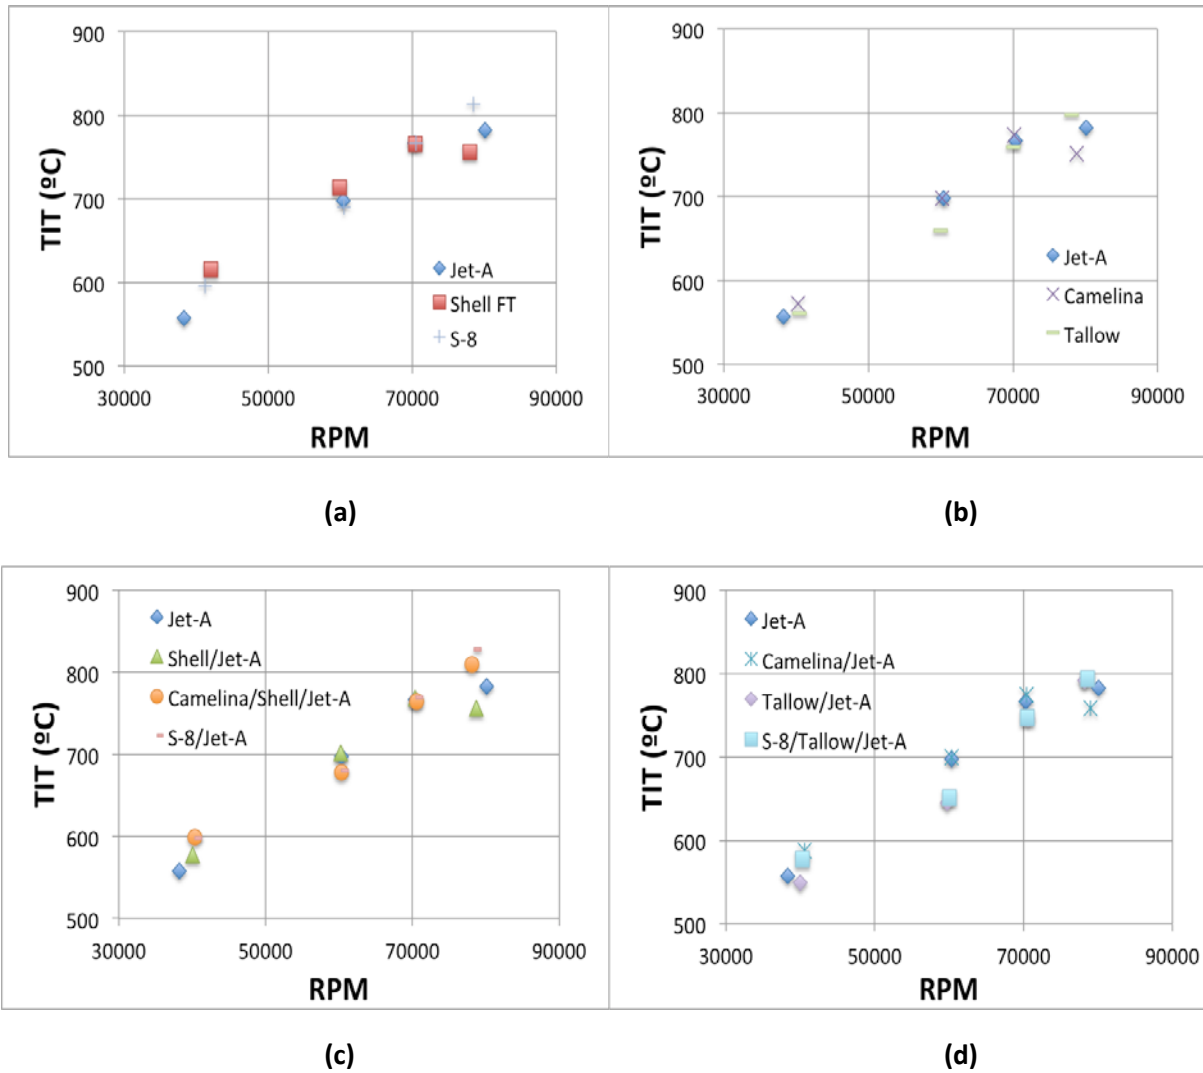 900
800
700
600
500
TIT (ºC)
Jet-A
Shell FT
S-8
30000 50000 70000 90000
RPM
(a)
900
800
700
600
500
TIT (ºC)
Jet-A
Camelina
Tallow
30000 50000 70000 90000
RPM
(b)
900
800
700
600
500
TIT (ºC)
Jet-A
Shell/Jet-A
Camelina/Shell/Jet-A
S-8/Jet-A
30000 50000 70000 90000
RPM
(c)
900
800
700
600
500
TIT (ºC)
Jet-A
Camelina/Jet-A
Tallow/Jet-A
S-8/Tallow/Jet-A
30000 50000 70000 90000
RPM
(d)